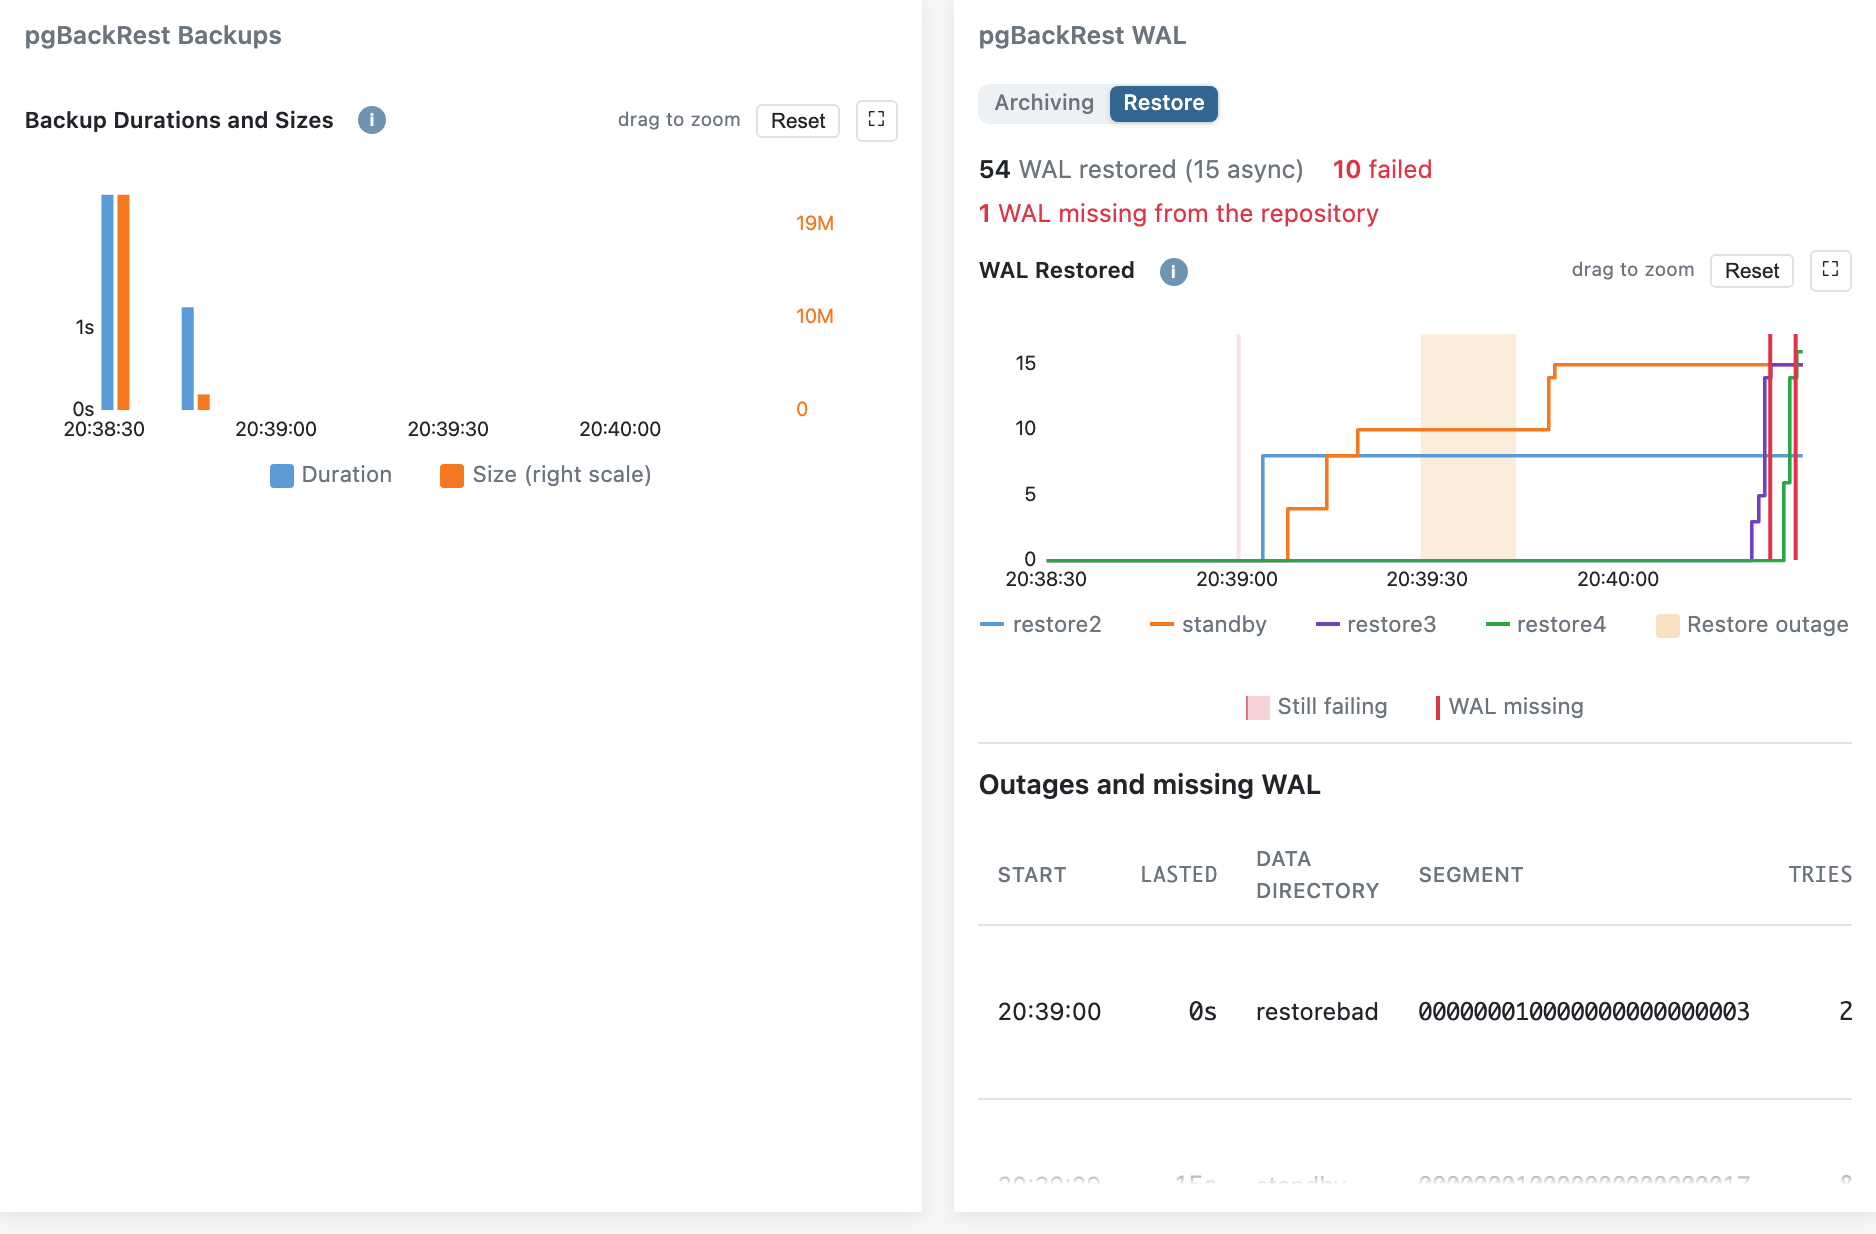 pgBackRest Backups
Backup Durations and Sizes
i
drag to zoom
Reset
19M
10M
1s
0s
0
20:38:30
20:39:00
20:39:30
20:40:00
Duration
Size (right scale)
pgBackRest WAL
Archiving
Restore
54 WAL restored (15 async) 10 failed
1 WAL missing from the repository
WAL Restored
i
drag to zoom
Reset
15
10
5
0
20:38:30
20:39:00
20:39:30
20:40:00
restore2
standby
restore3
restore4
Restore outage
Still failing
WAL missing
Outages and missing WAL
START LASTED DATA DIRECTORY SEGMENT TRIES
20:39:00 0s restorebad 000000010000000000000003 2